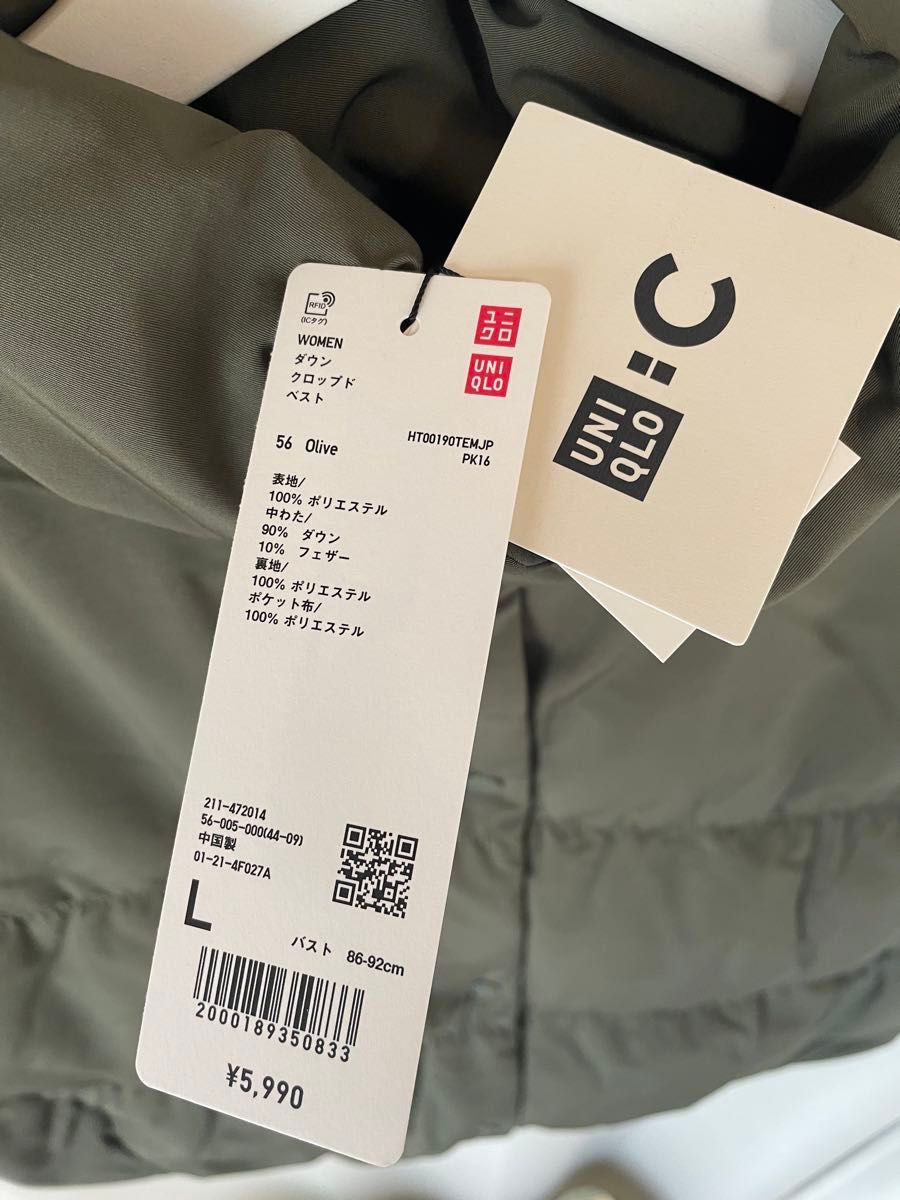 RFID
(ICタグ)
WOMEN
ダウン
クロップド
ベスト
ユニ
クロ
UNI
QLO
56 Olive
HT00190TEMJP
PK16
表地/
100% ポリエステル
中わた/
90% ダウン
10% フェザー
裏地/
100% ポリエステル
ポケット布/
100% ポリエステル
211-472014
56-005-000(44-09)
中国製
01-21-4F027A
L
バスト 86-92cm
2000189350833
¥5,990
UNI
QLO
:C